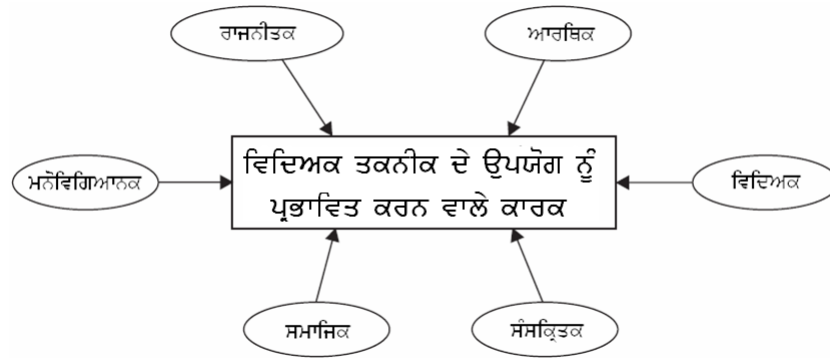 ਰਾਜਨੀਤਕ
ਆਰਥਿਕ
ਵਿਦਿਅਕ ਤਕਨੀਕ ਦੇ ਉਪਯੋਗ ਨੂੰ
ਪ੍ਰਭਾਵਿਤ ਕਰਨ ਵਾਲੇ ਕਾਰਕ
ਮਨੋਵਿਗਿਆਨਕ
ਵਿਦਿਅਕ
ਸਮਾਜਿਕ
ਸੰਸਕ੍ਰਿਤਕ